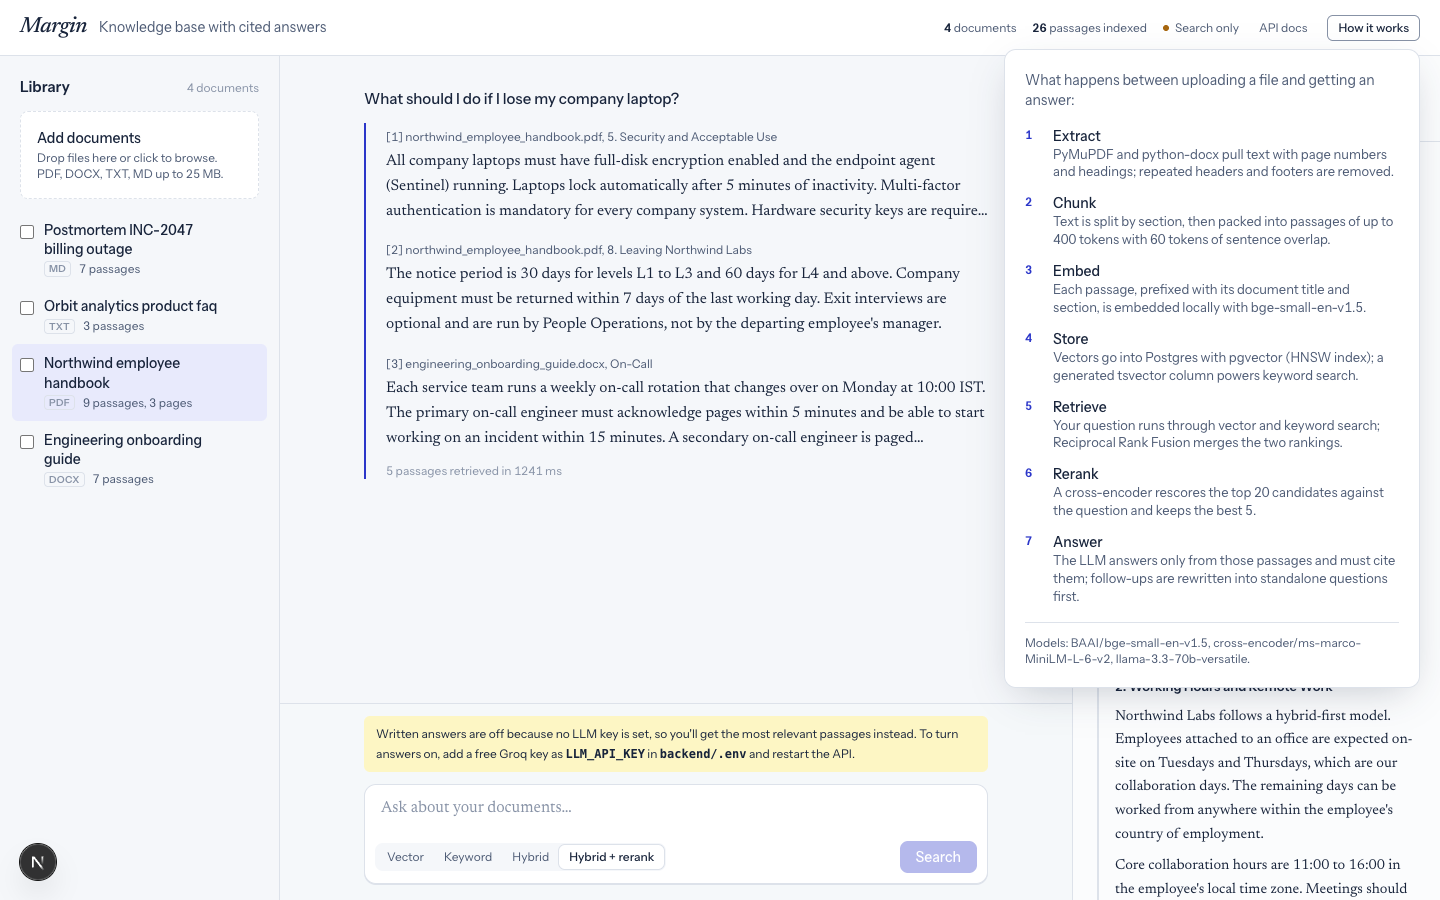 Margin
Knowledge base with cited answers
4 documents
26 passages indexed
Search only
API docs
How it works
Library
4 documents
Add documents
Drop files here or click to browse.
PDF, DOCX, TXT, MD up to 25 MB.
Postmortem INC-2047
billing outage
MD 7 passages
Orbit analytics product faq
TXT 3 passages
Northwind employee
handbook
PDF 9 passages, 3 pages
Engineering onboarding
guide
DOCX 7 passages
What should I do if I lose my company laptop?
[1] northwind_employee_handbook.pdf, 5. Security and Acceptable Use
All company laptops must have full-disk encryption enabled and the endpoint agent
(Sentinel) running. Laptops lock automatically after 5 minutes of inactivity. Multi-factor
authentication is mandatory for every company system. Hardware security keys are require...
[2] northwind_employee_handbook.pdf, 8. Leaving Northwind Labs
The notice period is 30 days for levels L1 to L3 and 60 days for L4 and above. Company
equipment must be returned within 7 days of the last working day. Exit interviews are
optional and are run by People Operations, not by the departing employee's manager.
[3] engineering_onboarding_guide.docx, On-Call
Each service team runs a weekly on-call rotation that changes over on Monday at 10:00 IST.
The primary on-call engineer must acknowledge pages within 5 minutes and be able to start
working on an incident within 15 minutes. A secondary on-call engineer is paged...
5 passages retrieved in 1241 ms
Written answers are off because no LLM key is set, so you'll get the most relevant passages instead. To turn
answers on, add a free Groq key as LLM_API_KEY in backend/.env and restart the API.
Ask about your documents...
Vector
Keyword
Hybrid
Hybrid + rerank
Search
What happens between uploading a file and getting an
answer:
1 Extract
PyMuPDF and python-docx pull text with page numbers
and headings; repeated headers and footers are removed.
2 Chunk
Text is split by section, then packed into passages of up to
400 tokens with 60 tokens of sentence overlap.
3 Embed
Each passage, prefixed with its document title and
section, is embedded locally with bge-small-en-v1.5.
4 Store
Vectors go into Postgres with pgvector (HNSW index); a
generated tsvector column powers keyword search.
5 Retrieve
Your question runs through vector and keyword search;
Reciprocal Rank Fusion merges the two rankings.
6 Rerank
A cross-encoder rescores the top 20 candidates against
the question and keeps the best 5.
7 Answer
The LLM answers only from those passages and must cite
them; follow-ups are rewritten into standalone questions
first.
Models: BAAI/bge-small-en-v1.5, cross-encoder/ms-marco-
MiniLM-L-6-v2, llama-3.3-70b-versatile.
2. Working Hours and Remote Work
Northwind Labs follows a hybrid-first model.
Employees attached to an office are expected on-
site on Tuesdays and Thursdays, which are our
collaboration days. The remaining days can be
worked from anywhere within the employee's
country of employment.
Core collaboration hours are 11:00 to 16:00 in
the employee's local time zone. Meetings should
N